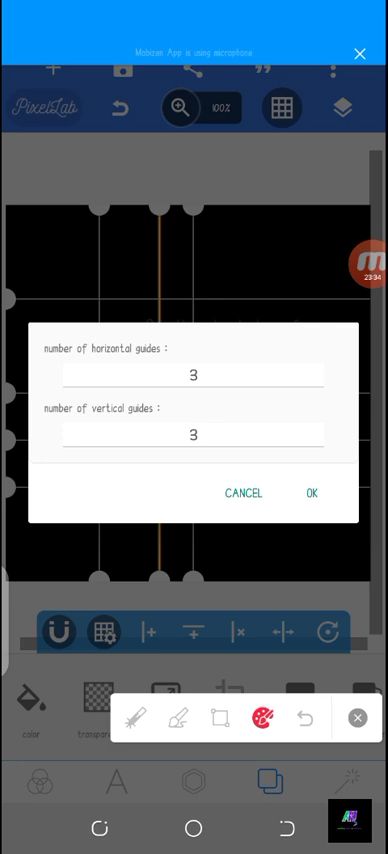 Mobizen App is using microphone
PixelLab
100%
23:34
number of horizontal guides :
3
number of vertical guides :
3
CANCEL
OK
color